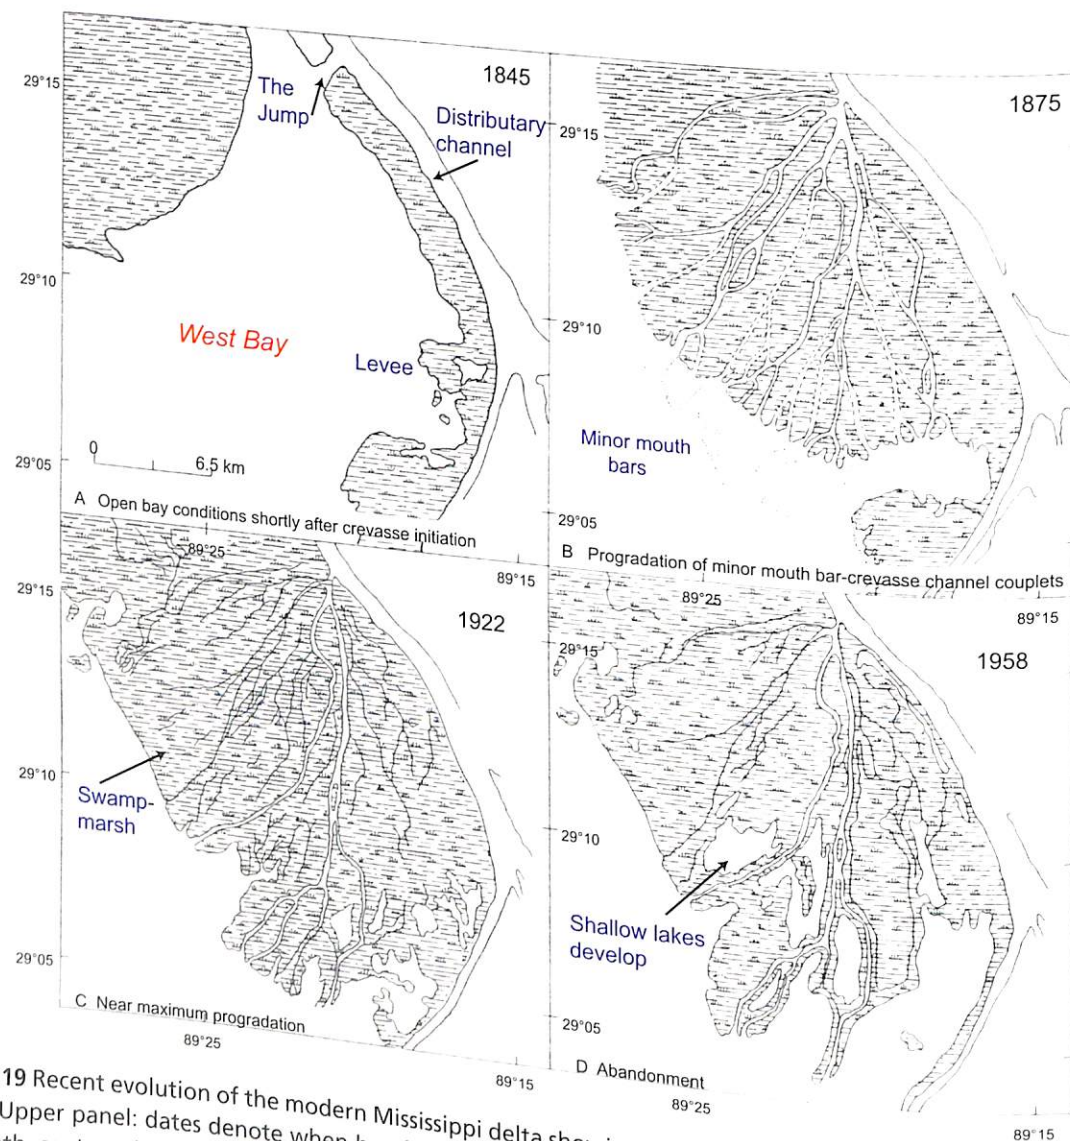 1845
29°15'
The
Jump
Distributary
channel
29°10'
West Bay
Levee
0
6.5 km
29°05
A Open bay conditions shortly after crevasse initiation
1875
29°15'
29°10'
Minor mouth
bars
29°05
B Progradation of minor mouth bar-crevasse channel couplets
89°25
89°15
1922
29°15'
29°10'
Swamp-
marsh
29°05
C Near maximum progradation
89°25
89°15
89°25
89°15
1958
29°15
29°10
Shallow lakes
develop
29°05
D Abandonment
89°25
89°15
19 Recent evolution of the modern Mississippi delta
Upper panel: dates denote when